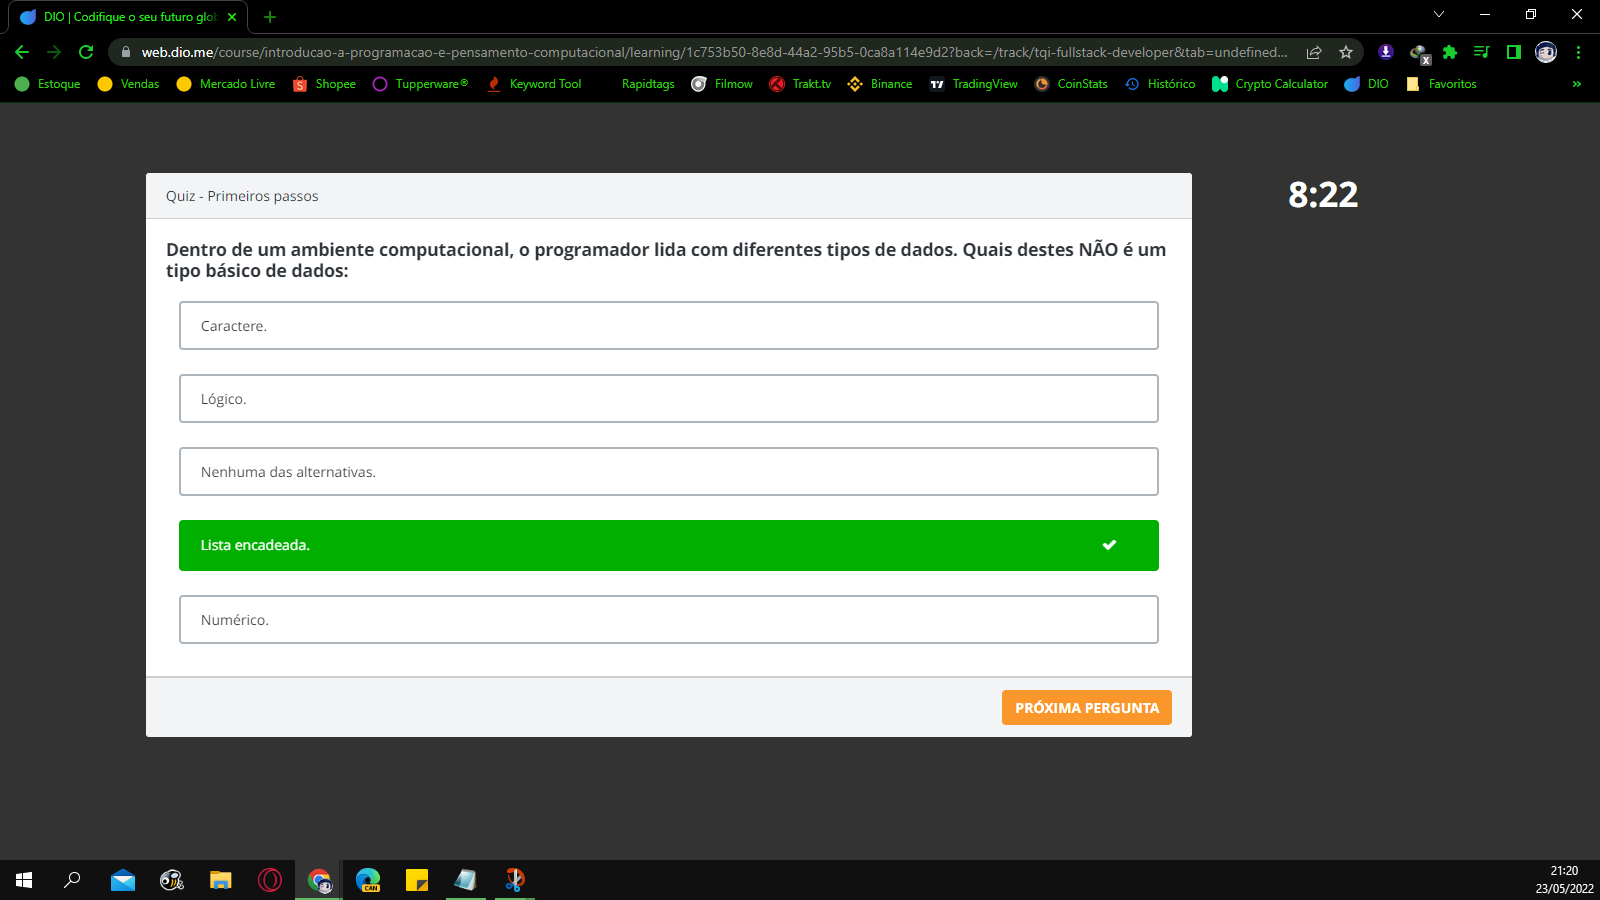 DIO | Codifique o seu futuro glob
web.dio.me/course/introducao-a-programacao-e-pensamento-computacional/learning/1c753b50-8e8d-44a2-95b5-0ca8a114e9d2?back=/track/tqi-fullstack-developer&tab=undefined...
Estoque Vendas Mercado Livre Shopee Tupperware® Keyword Tool Rapidtags Filmow Trakt.tv Binance TradingView CoinStats Histórico Crypto Calculator DIO Favoritos »
Quiz - Primeiros passos
8:22
Dentro de um ambiente computacional, o programador lida com diferentes tipos de dados. Quais destes NÃO é um
tipo básico de dados:
Caractere.
Lógico.
Nenhuma das alternativas.
Lista encadeada.
Numérico.
PRÓXIMA PERGUNTA
CAN
21:20
23/05/2022